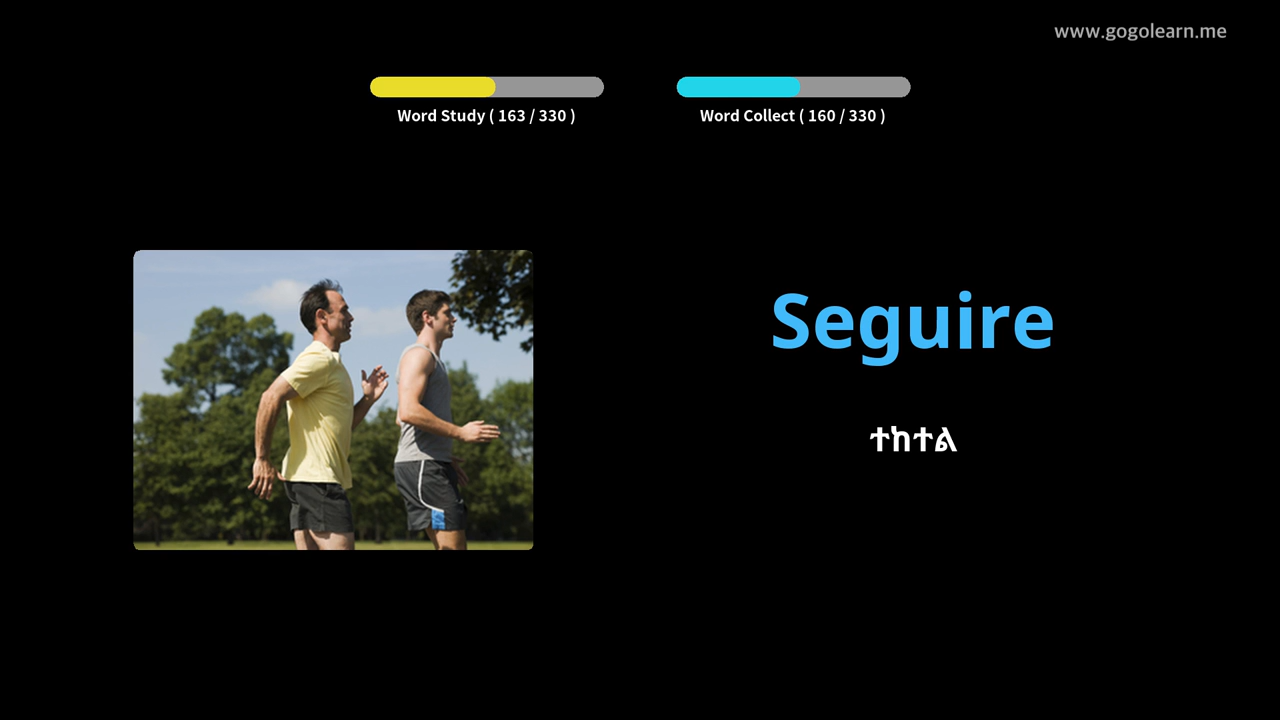 www.gogolearn.me
Word Study ( 163 / 330 )
Word Collect ( 160 / 330 )
Seguire
ተከተል